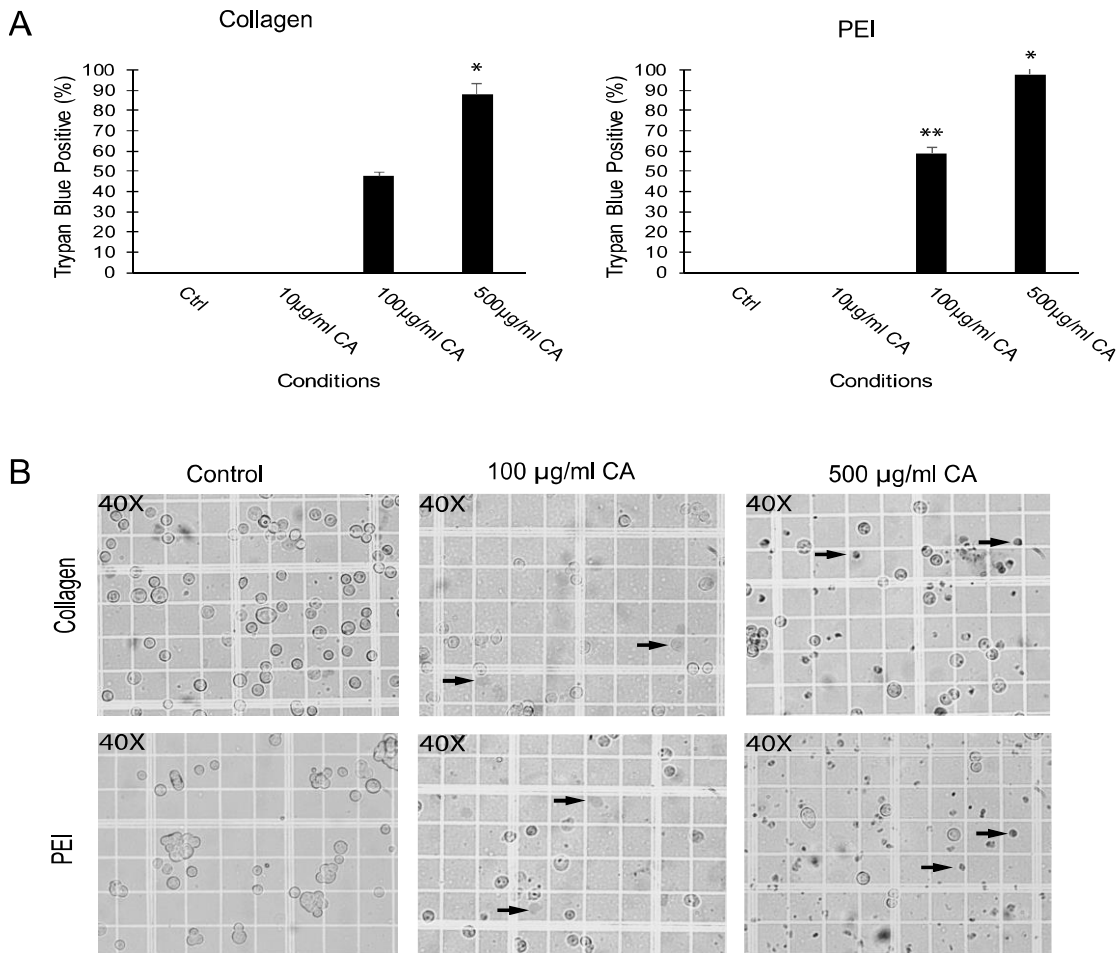 A
Collagen
Trypan Blue Positive (%)
100
90
80
70
60
50
40
30
20
10
0
*
Ctrl
10µg/ml CA
100µg/ml CA
500µg/ml CA
Conditions
PEI
Trypan Blue Positive (%)
100
90
80
70
60
50
40
30
20
10
0
**
*
Ctrl
10µg/ml CA
100µg/ml CA
500µg/ml CA
Conditions
B
Control
100 µg/ml CA
500 µg/ml CA
Collagen
40X
40X
40X
PEI
40X
40X
40X